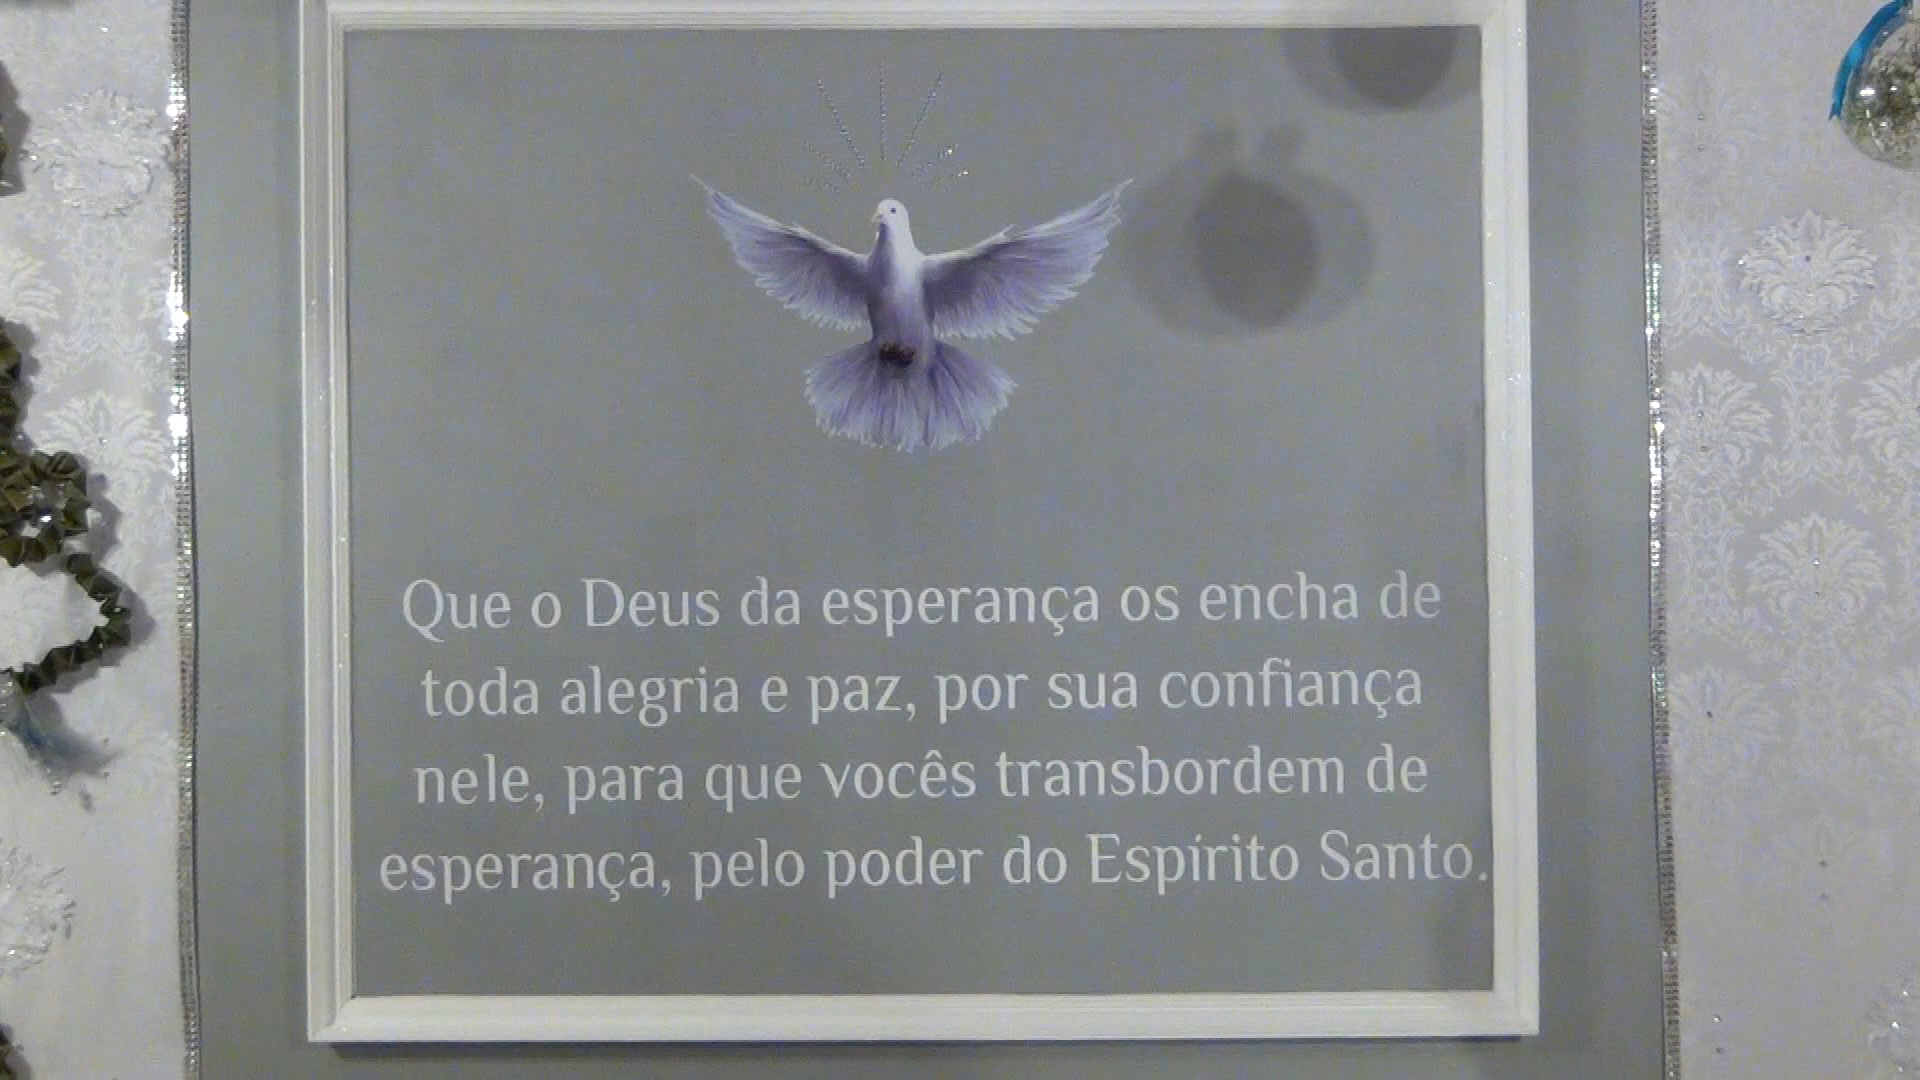 Que o Deus da esperança os encha de
toda alegria e paz, por sua confiança
nele, para que vocês transbordem de
esperança, pelo poder do Espírito Santo.